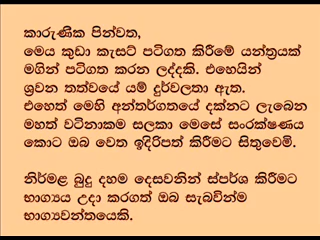 කාරුණික පින්වත,
මෙය කුඩා කැසට් පටිගත කිරීමේ යන්ත්‍රයක්
මගින් පටිගත කරන ලද්දකි. එහෙයින්
ශ්‍රවන තත්වයේ යම් දුර්වලතා ඇත.
එහෙත් මෙහි අන්තර්ගතයේ දක්නට ලැබෙන
මහත් වටිනාකම සලකා මෙසේ සංරක්ෂණය
කොට ඔබ වෙත ඉදිරිපත් කිරීමට සිතුවෙමි.
නිර්මළ බුදු දහම දෙසවනින් ස්පර්ශ කිරීමට
භාග්‍යය උදා කරගත් ඔබ සැබවින්ම
භාග්‍යවන්තයෙකි.